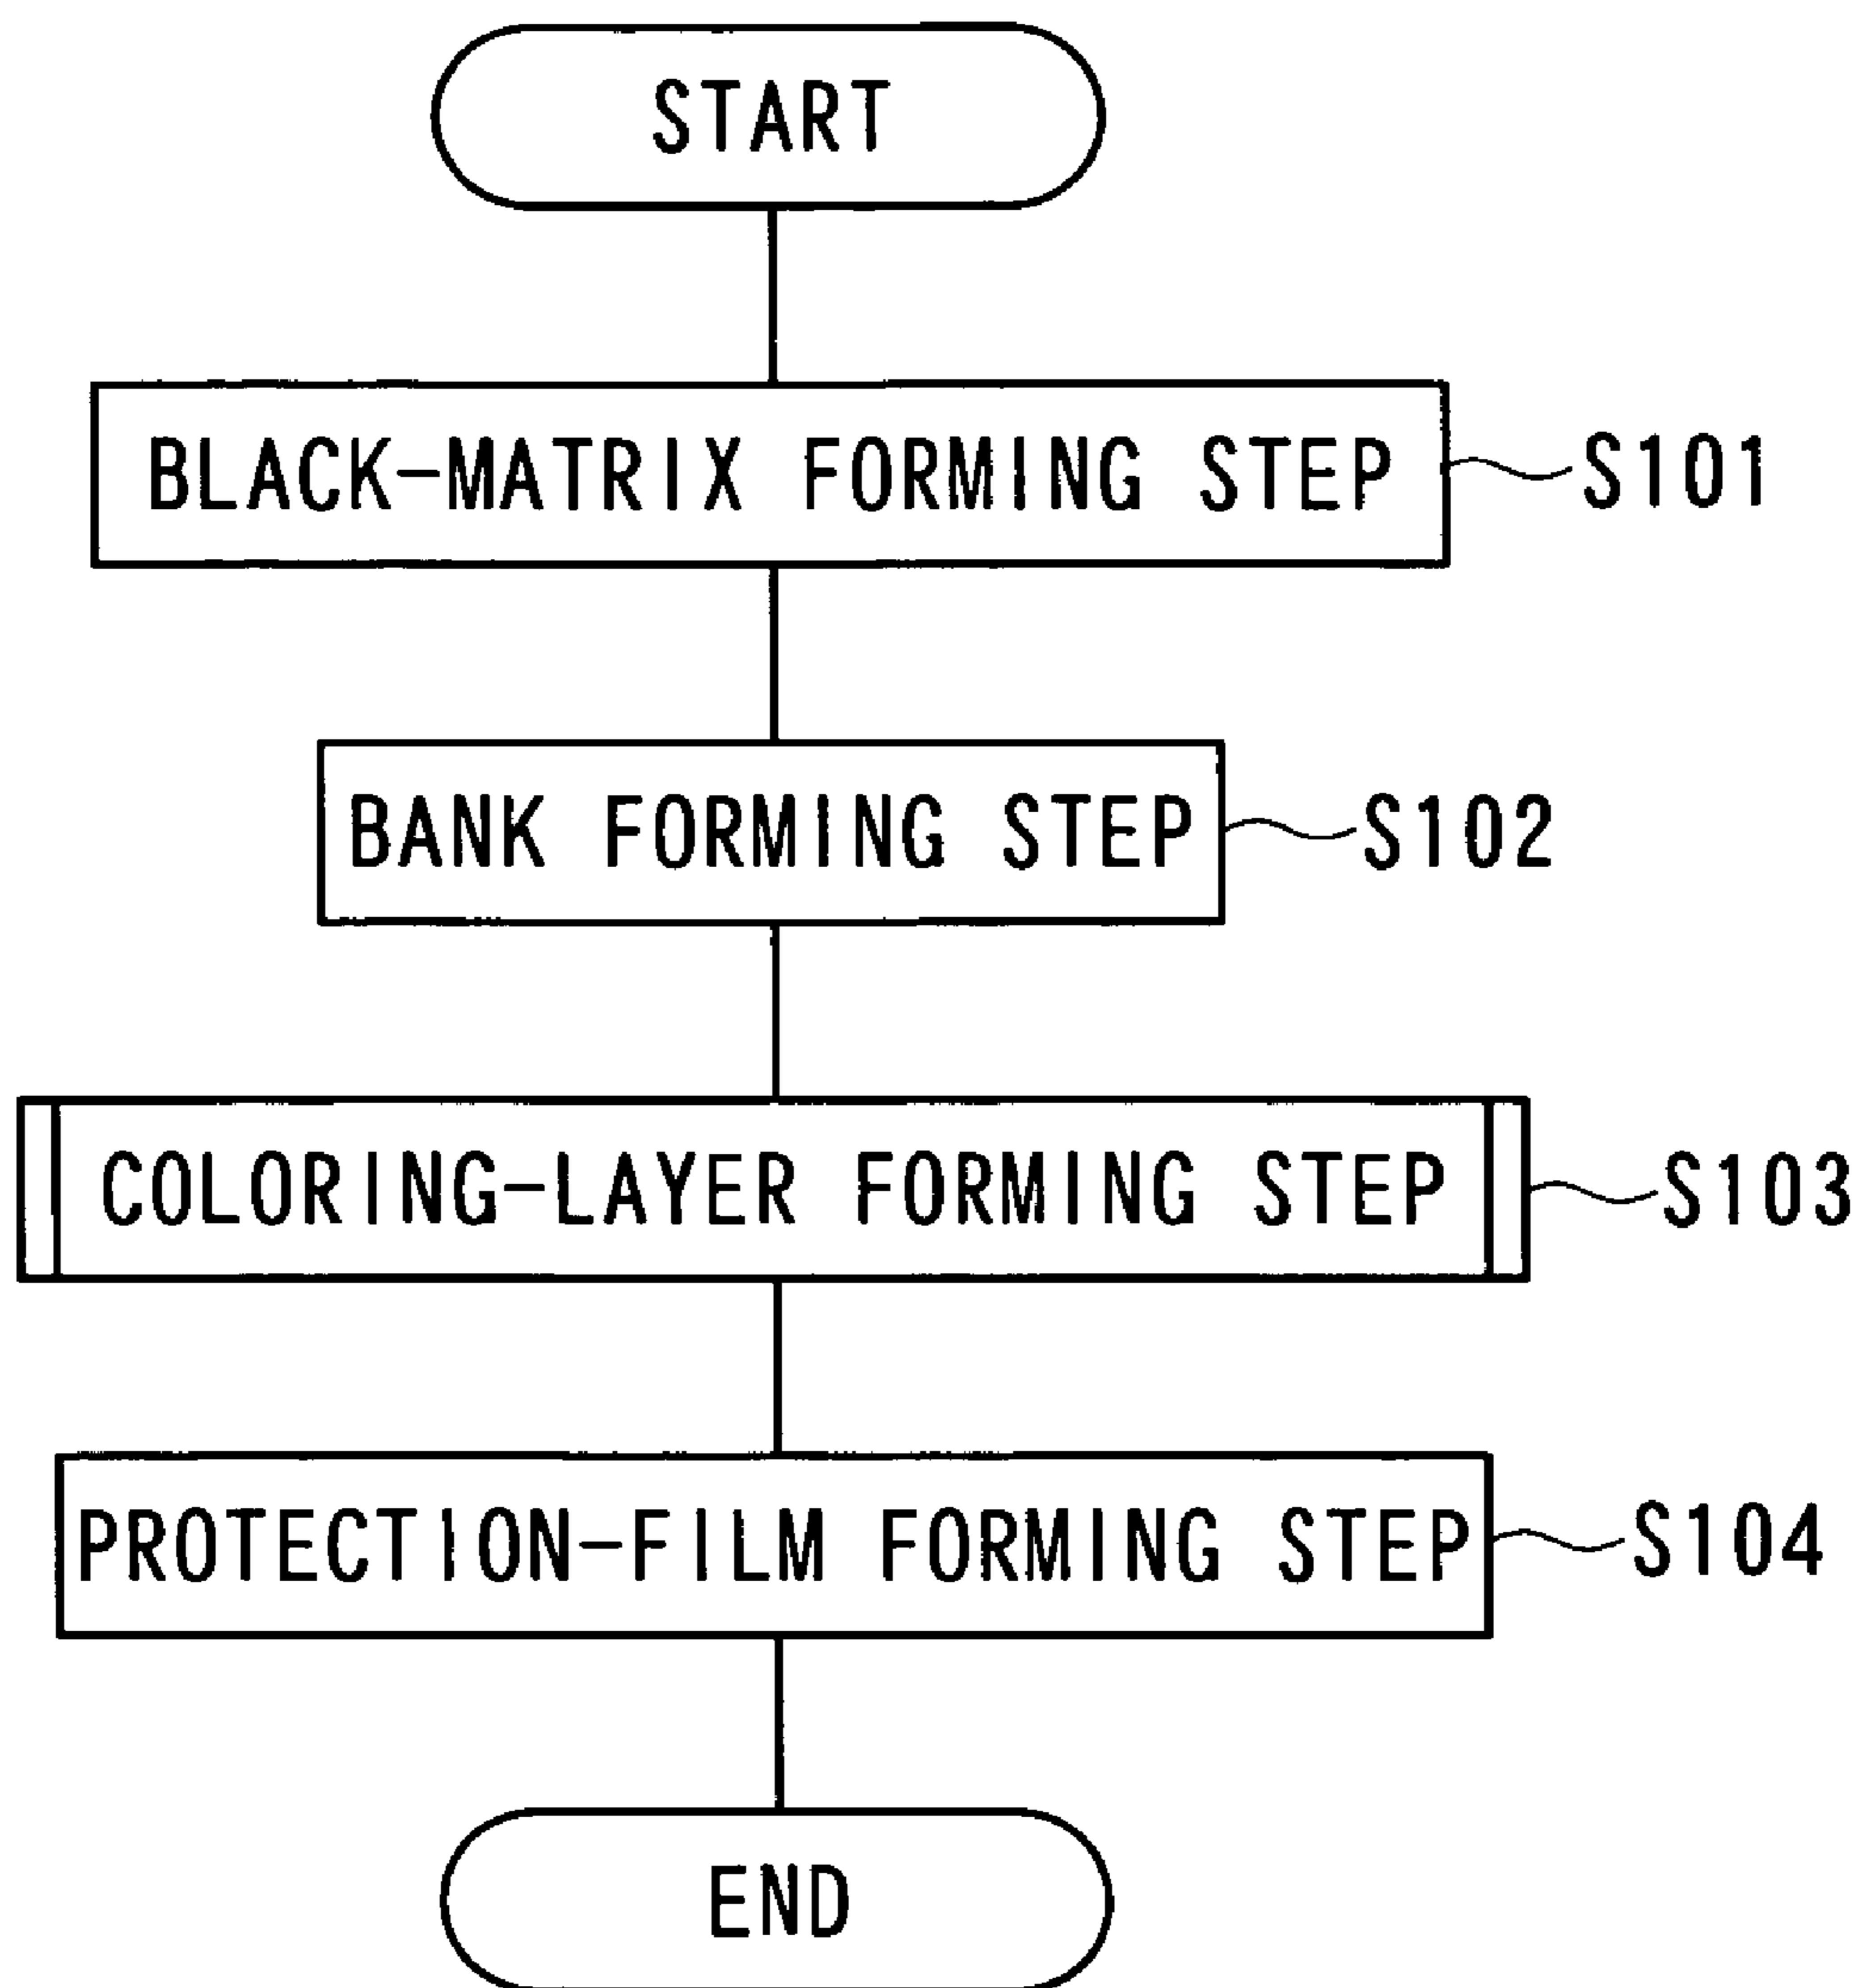 START
BLACK-MATRIX FORMING STEP S101
BANK FORMING STEP S102
COLORING-LAYER FORMING STEP S103
PROTECTION-FILM FORMING STEP S104
END